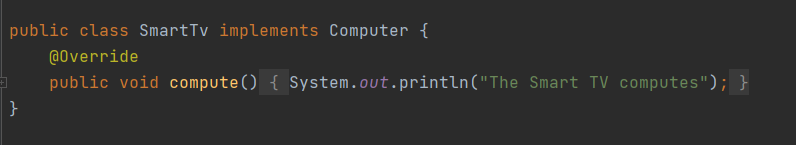 public class SmartTv implements Computer {
@Override
public void compute() { System.out.println("The Smart TV computes"); }
}